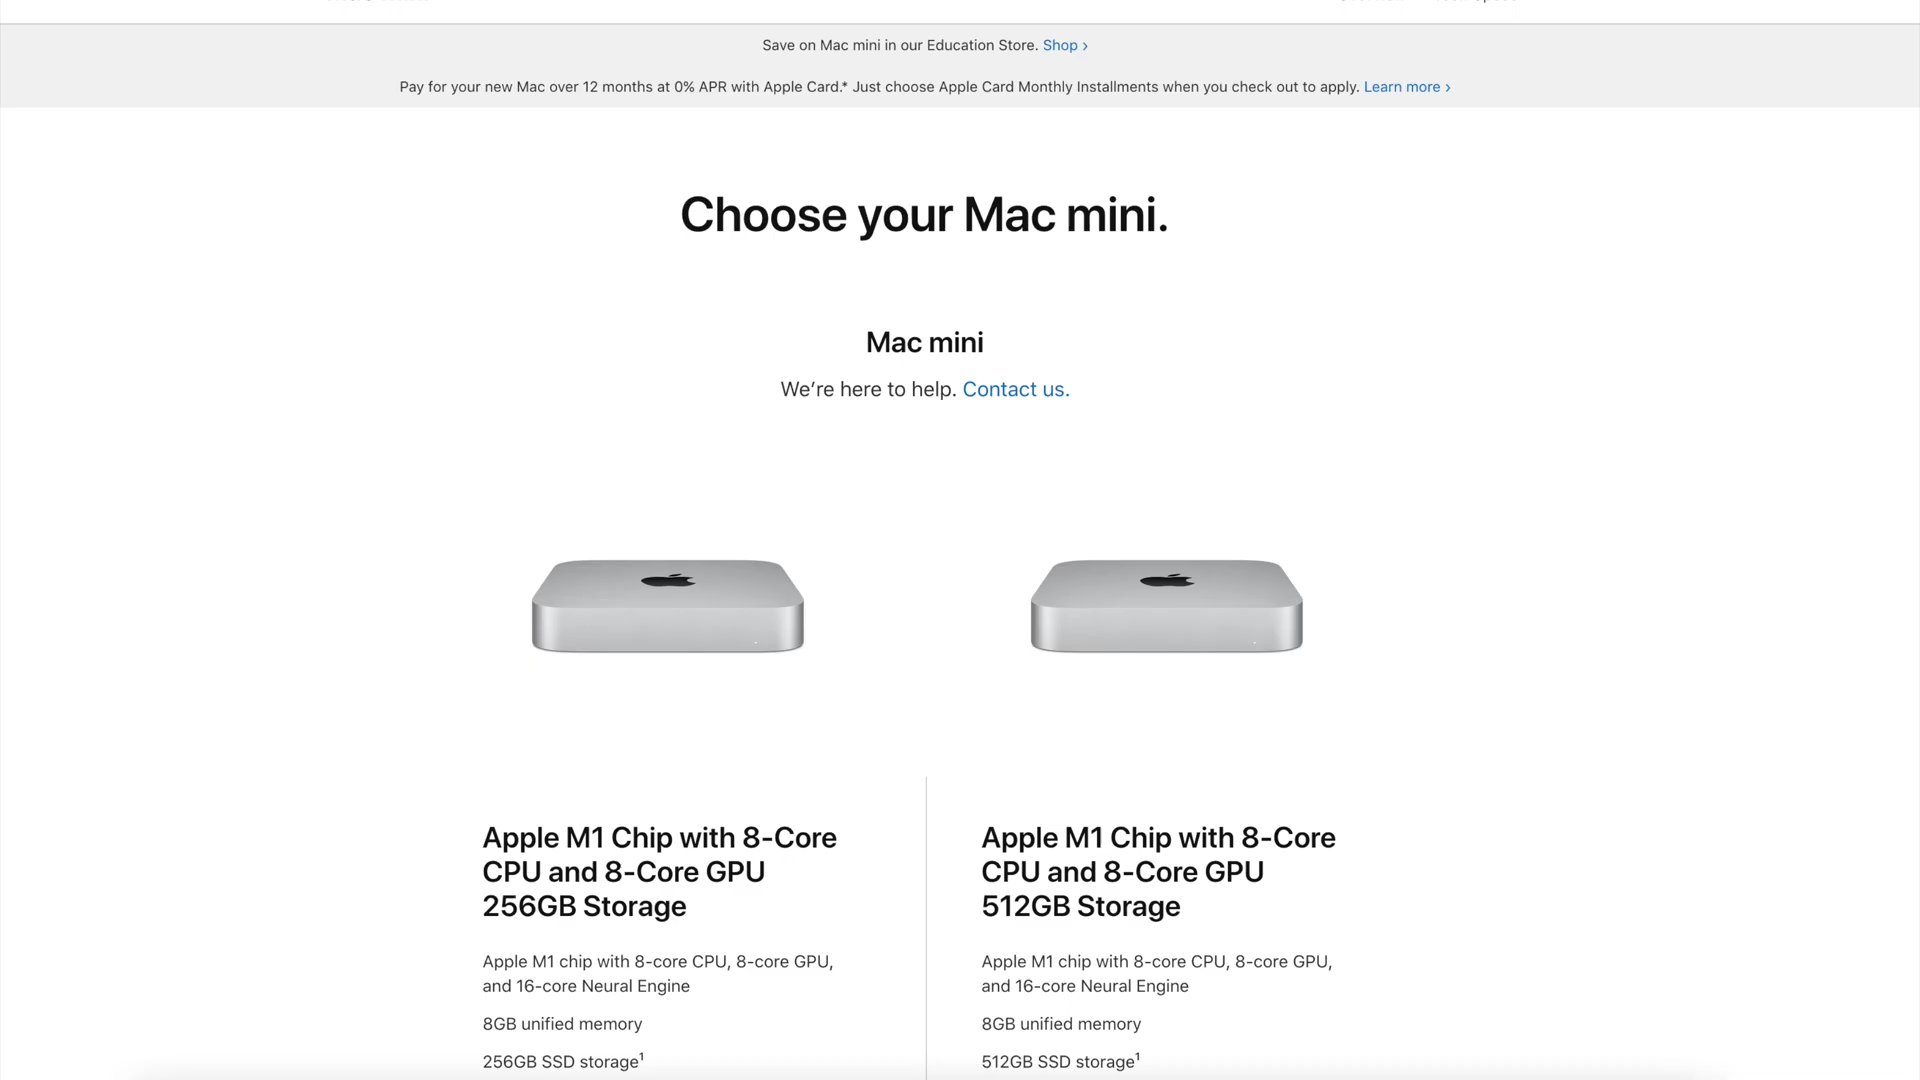 Save on Mac mini in our Education Store. Shop ›
Pay for your new Mac over 12 months at 0% APR with Apple Card.* Just choose Apple Card Monthly Installments when you check out to apply. Learn more ›
Choose your Mac mini.
Mac mini
We’re here to help. Contact us.
Apple M1 Chip with 8-Core
CPU and 8-Core GPU
256GB Storage
Apple M1 chip with 8-core CPU, 8-core GPU,
and 16-core Neural Engine
8GB unified memory
256GB SSD storage¹
Apple M1 Chip with 8-Core
CPU and 8-Core GPU
512GB Storage
Apple M1 chip with 8-core CPU, 8-core GPU,
and 16-core Neural Engine
8GB unified memory
512GB SSD storage¹